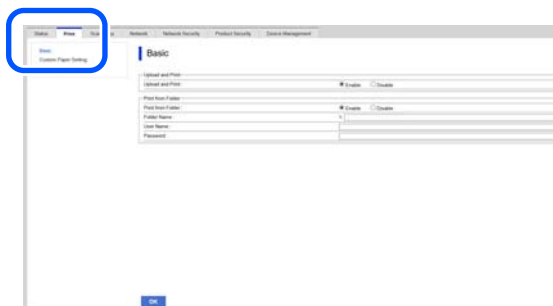 Status Print Network Network Security Product Security Device Management
Basic
Custom Paper Setting
Basic
Upload and Print
Upload and Print Enable Disable
Print from Folder
Print from Folder Enable Disable
Folder Name
User Name
Password
OK